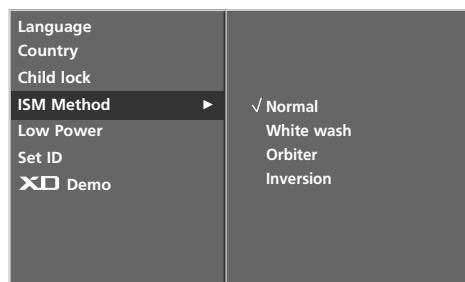 Language
Country
Child lock
ISM Method ►
Low Power
Set ID
XD Demo
√ Normal
White wash
Orbiter
Inversion